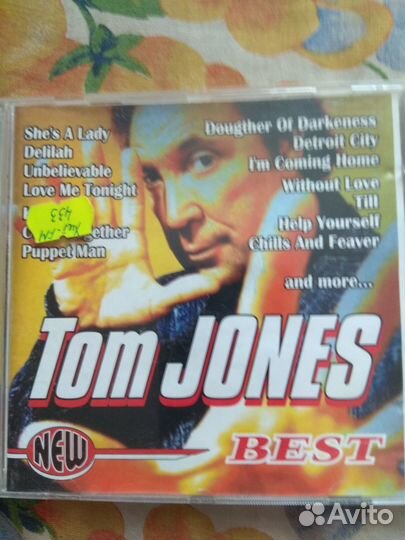 She's A Lady
Delilah
Unbelievable
Love Me Tonight
Puppet Man
Dougther Of Darkeness
Detroit City
I'm Coming Home
Without Love
Till
Help Yourself
Chills And Feaver
and more...
433
Tom JONES
NEW
BEST
Avito